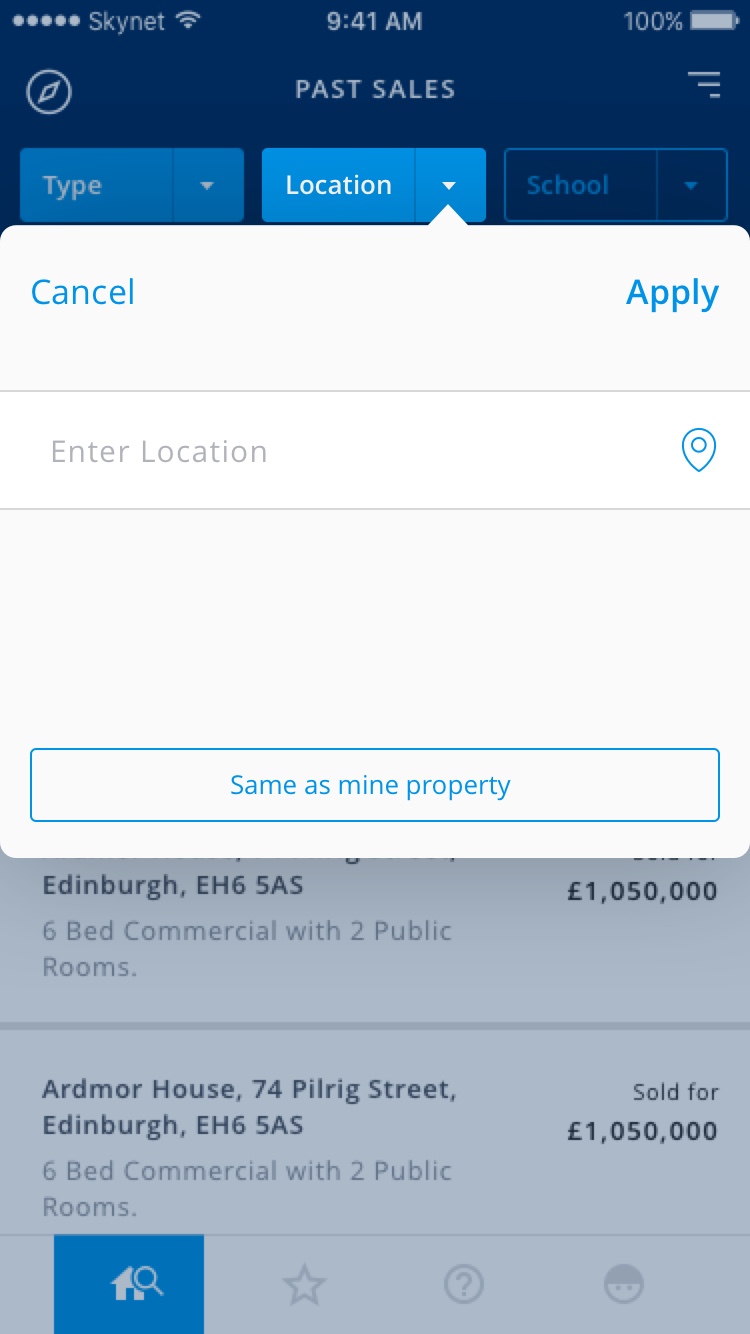 Skynet 9:41 AM 100%
PAST SALES
Type Location School
Cancel Apply
Enter Location
Same as mine property
Edinburgh, EH6 5AS £1,050,000
6 Bed Commercial with 2 Public
Rooms.
Ardmor House, 74 Pilrig Street, Sold for
Edinburgh, EH6 5AS £1,050,000
6 Bed Commercial with 2 Public
Rooms.